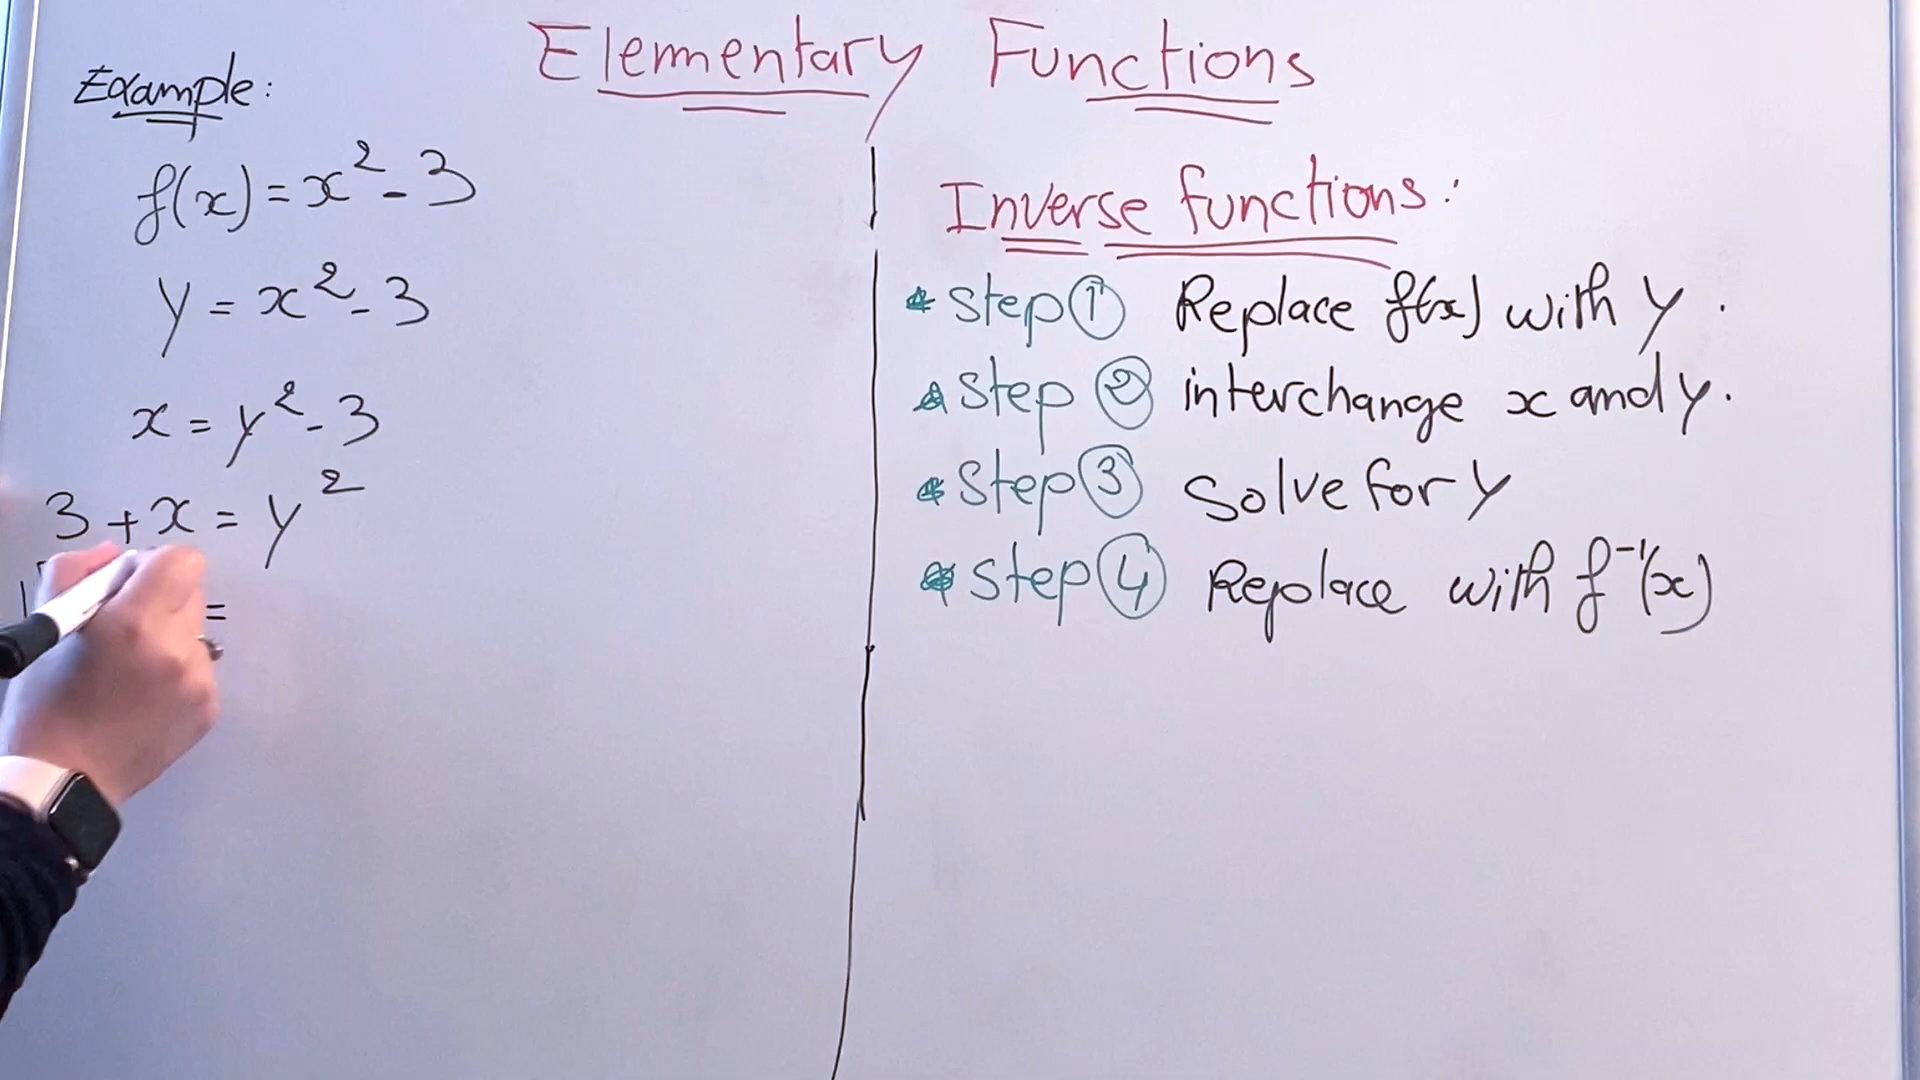 Elementary Functions
Example:
f(x) = x² - 3
y = x² - 3
x = y² - 3
3 + x = y²
=
Inverse functions:
* Step ① Replace f(x) with y.
* Step ② interchange x and y.
* Step ③ Solve for y
* Step ④ Replace with f⁻¹(x)